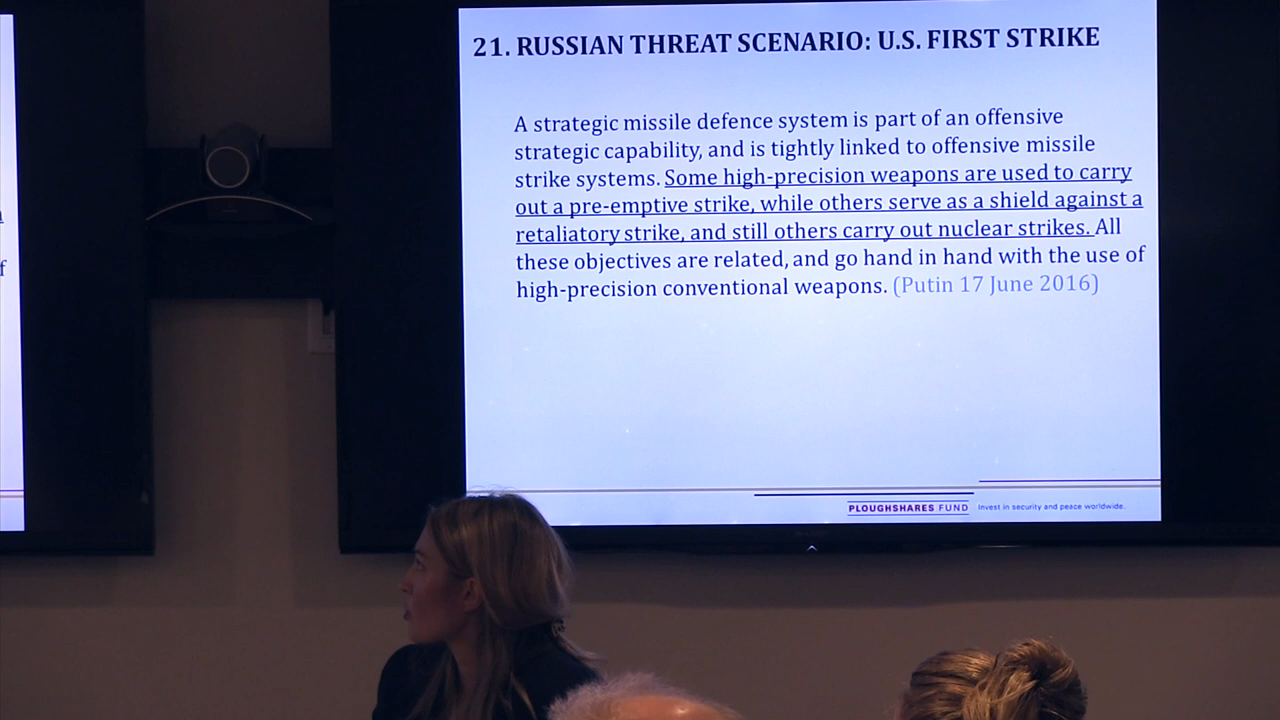 21. RUSSIAN THREAT SCENARIO: U.S. FIRST STRIKE
A strategic missile defence system is part of an offensive
strategic capability, and is tightly linked to offensive missile
strike systems. Some high-precision weapons are used to carry
out a pre-emptive strike, while others serve as a shield against a
retaliatory strike, and still others carry out nuclear strikes. All
these objectives are related, and go hand in hand with the use of
high-precision conventional weapons. (Putin 17 June 2016)
PLOUGHSHARES FUND Invest in security and peace worldwide.